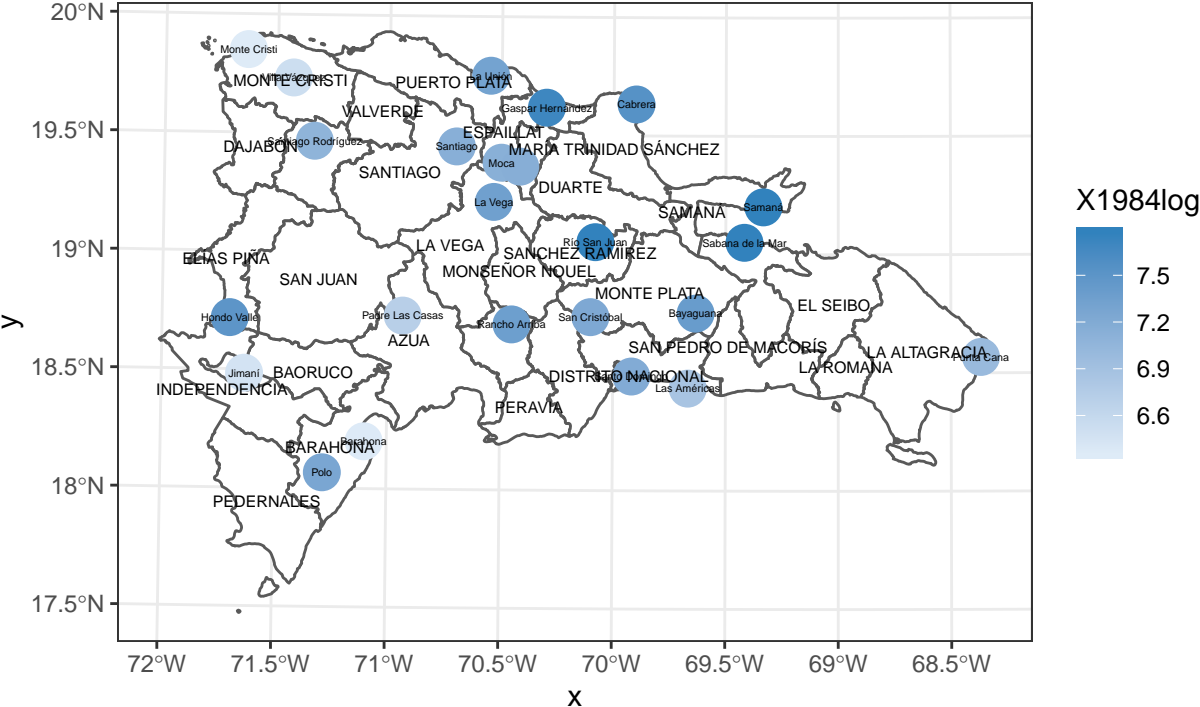 20°N
19.5°N
19°N
18.5°N
18°N
17.5°N
y
Monte Cristi
MONTE CRISTI
PUERTO PLATA
La Unión
Gaspar Hernández
Cabrera
VALVERDE
ESPAILLAT
DAJABÓN
Santiago Rodríguez
Santiago
MARÍA TRINIDAD SÁNCHEZ
Moca
SANTIAGO
DUARTE
La Vega
SAMANÁ
Samaná
LA VEGA
Río San Juan
Sabana de la Mar
SANCHEZ RAMÍREZ
ELÍAS PIÑA
MONSEÑOR NOUEL
SAN JUAN
MONTE PLATA
EL SEIBO
Hondo Valle
Padre Las Casas
Rancho Arriba
San Cristóbal
Bayaguana
AZUA
SAN PEDRO DE MACORÍS
LA ALTAGRACIA
Punta Cana
LA ROMANA
Jimaní
BAORUCO
DISTRITO NACIONAL
INDEPENDENCIA
Las Américas
PERAVIA
Barahona
BARAHONA
Polo
PEDERNALES
72°W
71.5°W
71°W
70.5°W
70°W
69.5°W
69°W
68.5°W
x
X1984log
7.5
7.2
6.9
6.6